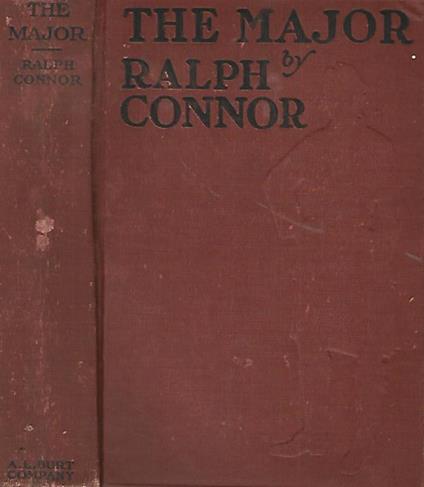 THE
MAJOR
RALPH
CONNOR
A. L. BURT
COMPANY
THE MAJOR
by
RALPH
CONNOR